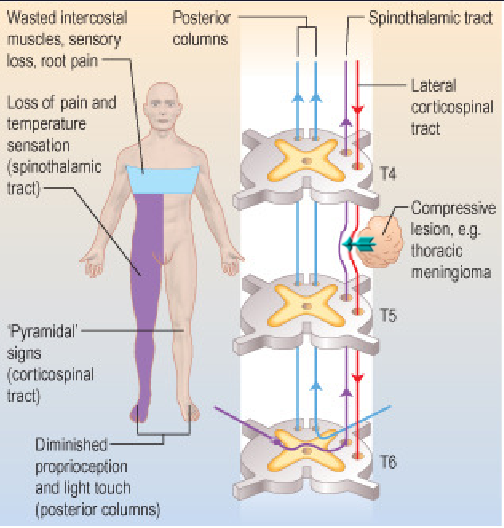 Wasted intercostal
muscles, sensory
loss, root pain
Loss of pain and
temperature
sensation
(spinothalamic
tract)
'Pyramidal'
signs
(corticospinal
tract)
Diminished
proprioception
and light touch
(posterior columns)
Posterior
columns
Spinothalamic tract
Lateral
corticospinal
tract
T4
Compressive
lesion, e.g.
thoracic
meningioma
T5
T6